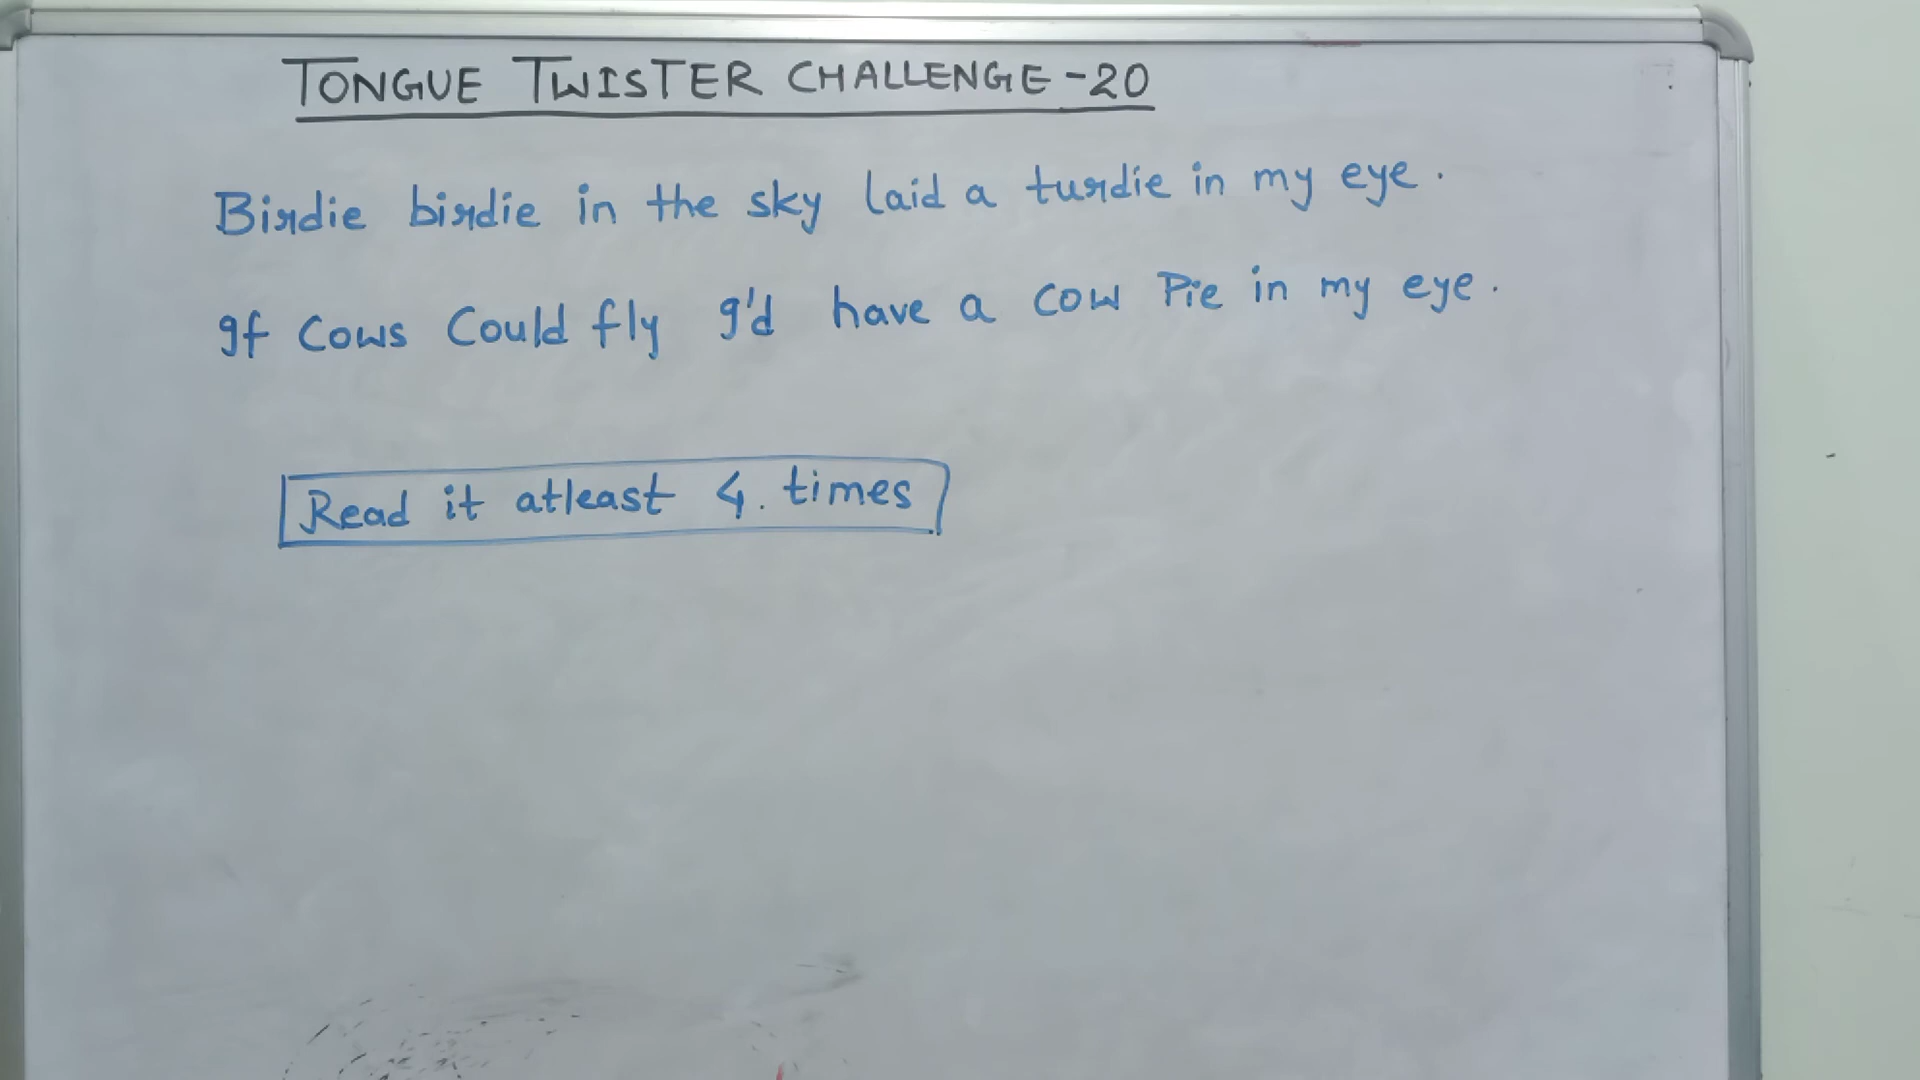 TONGUE TWISTER CHALLENGE -20
Birdie birdie in the sky laid a turdie in my eye.
If Cows Could fly I'd have a cow Pie in my eye.
Read it atleast 4. times